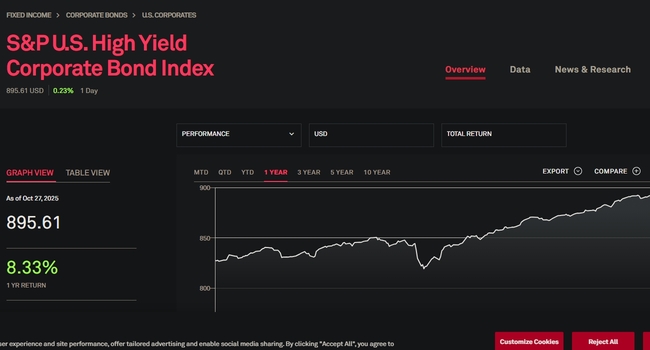 FIXED INCOME > CORPORATE BONDS > U.S. CORPORATES
S&P U.S. High Yield
Corporate Bond Index
895.61 USD 0.23% 1 Day
Overview Data News & Research
PERFORMANCE USD TOTAL RETURN
GRAPH VIEW TABLE VIEW
MTD QTD YTD 1 YEAR 3 YEAR 5 YEAR 10 YEAR
EXPORT COMPARE
As of Oct 27, 2025
895.61
8.33%
1 YR RETURN
900
850
800
ser experience and site performance, offer tailored advertising and enable social media sharing. By clicking "Accept All", you agree to
Customize Cookies Reject All